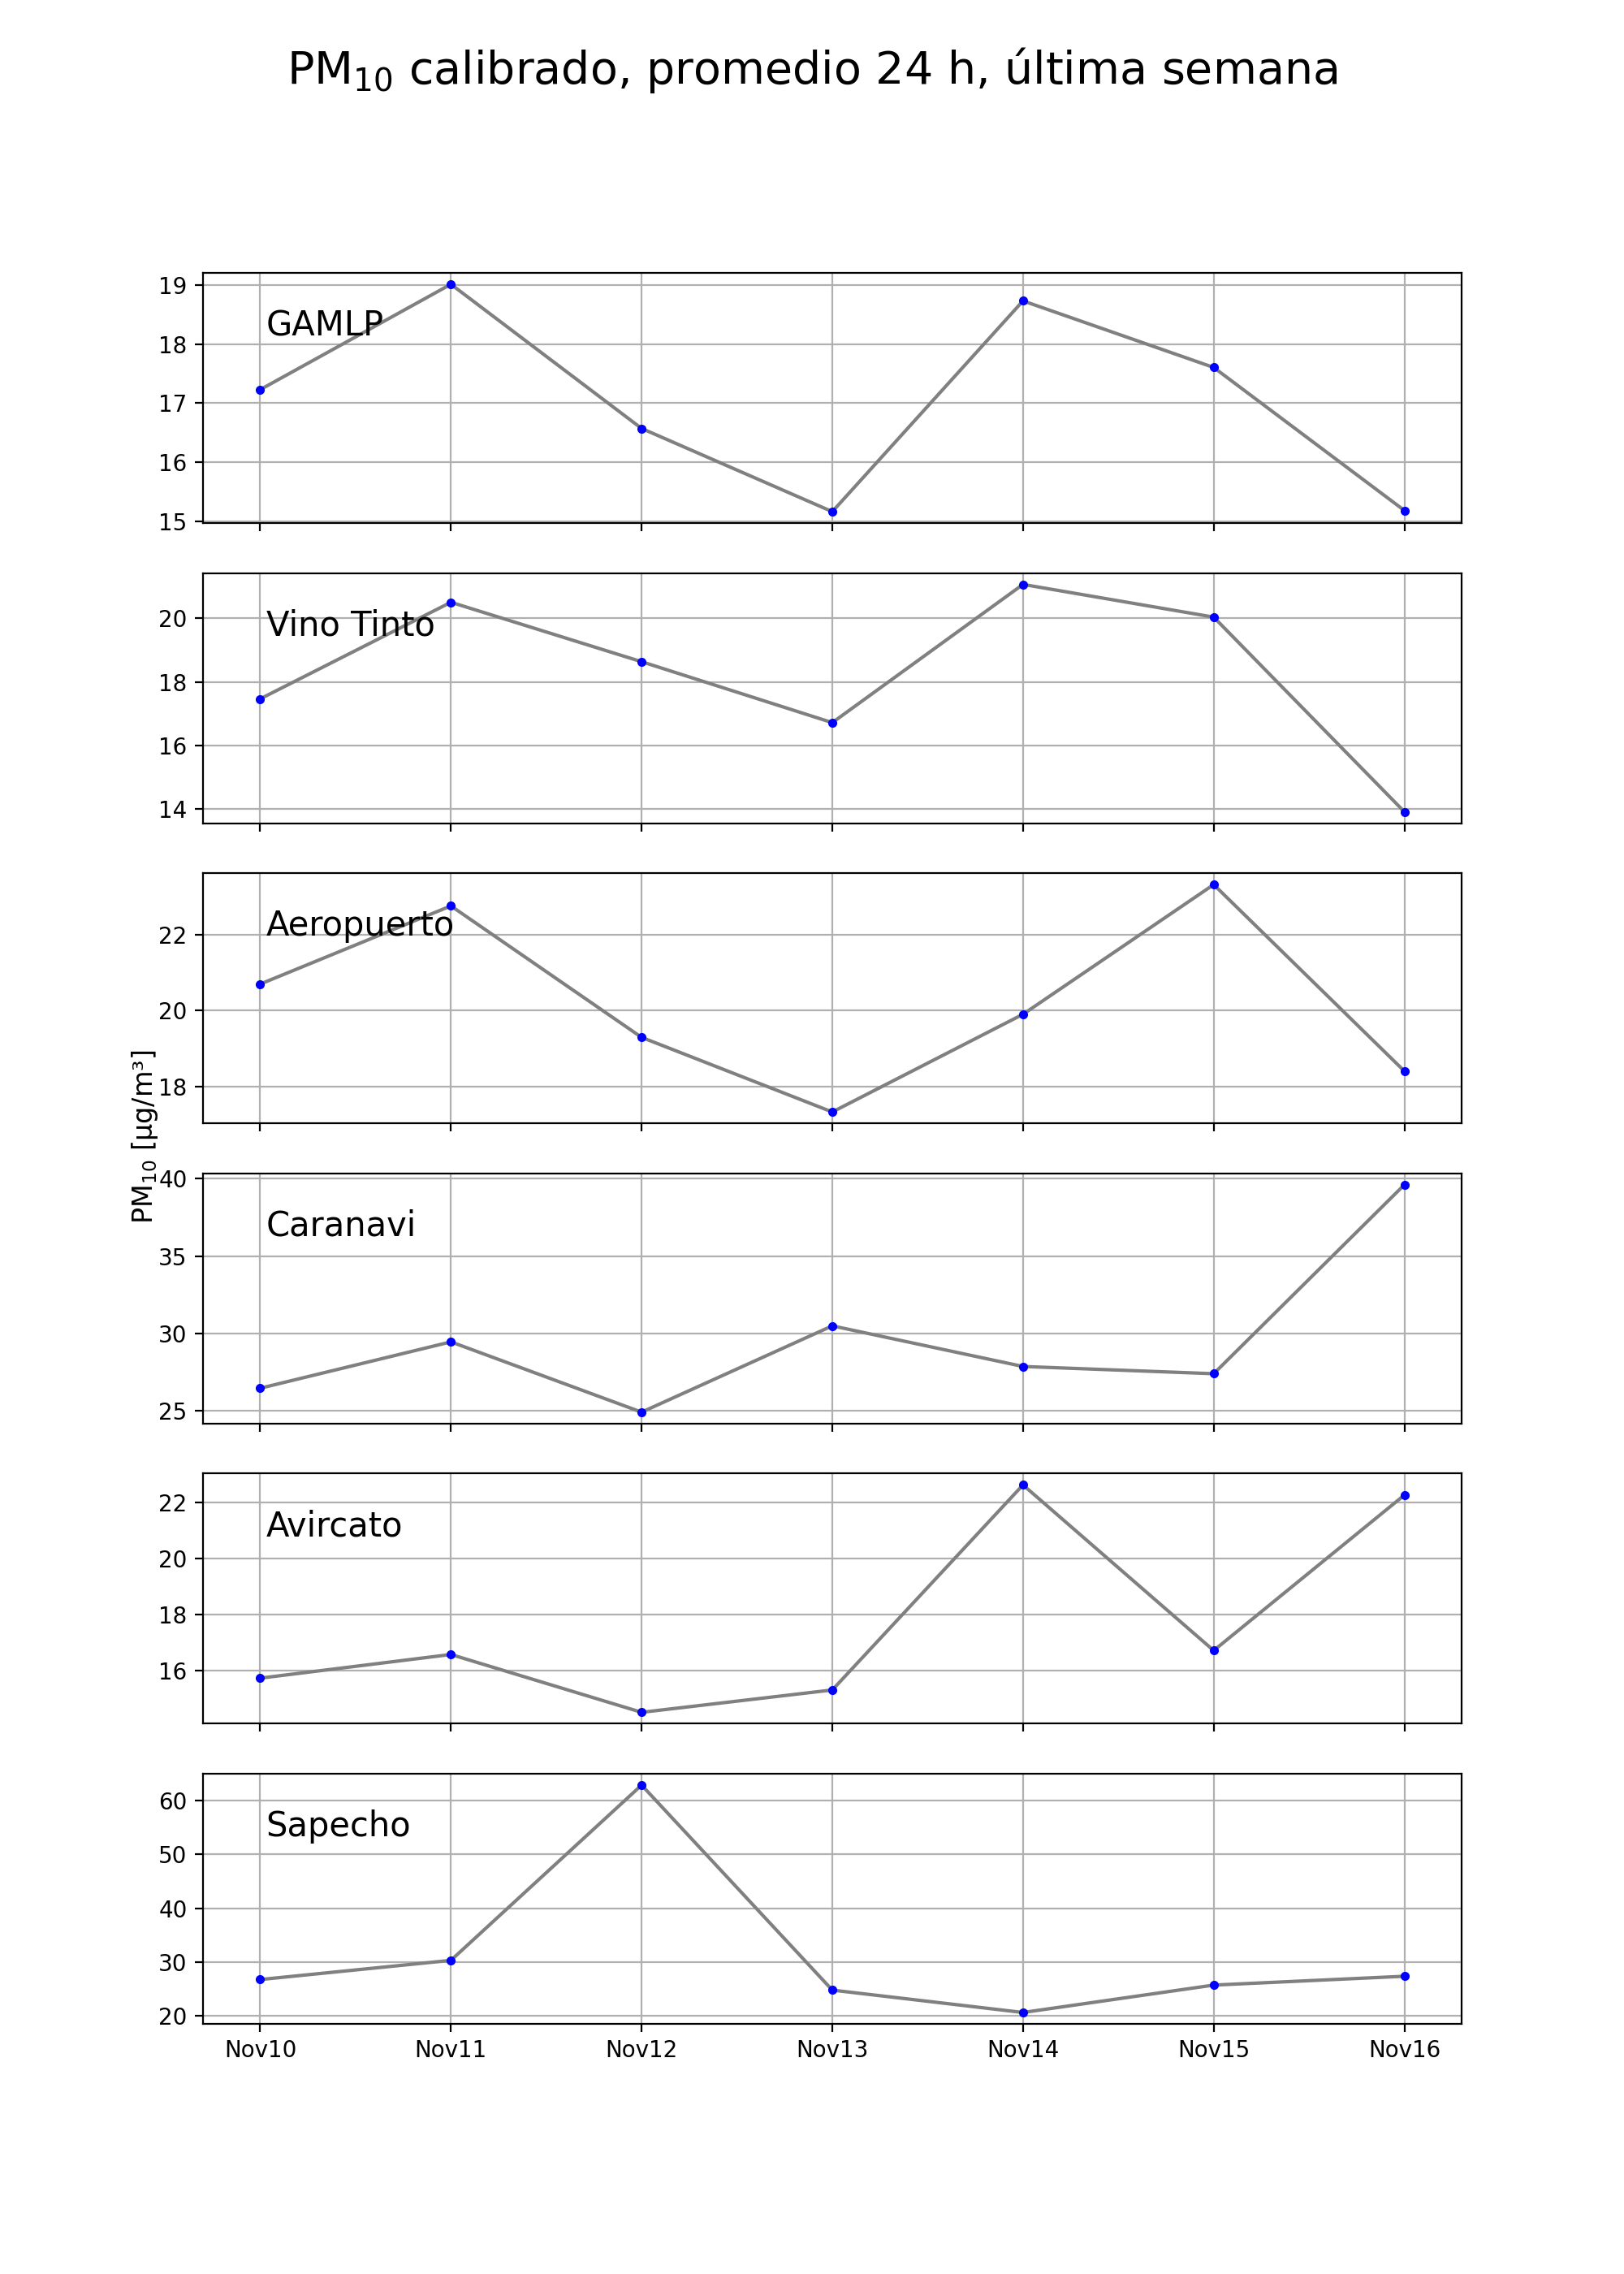 PM₁₀ calibrado, promedio 24 h, última semana
PM₁₀ [µg/m³]
GAMLP
19
18
17
16
15
Vino Tinto
20
18
16
14
Aeropuerto
22
20
18
Caranavi
40
35
30
25
Avircato
22
20
18
16
Sapecho
60
50
40
30
20
Nov10 Nov11 Nov12 Nov13 Nov14 Nov15 Nov16